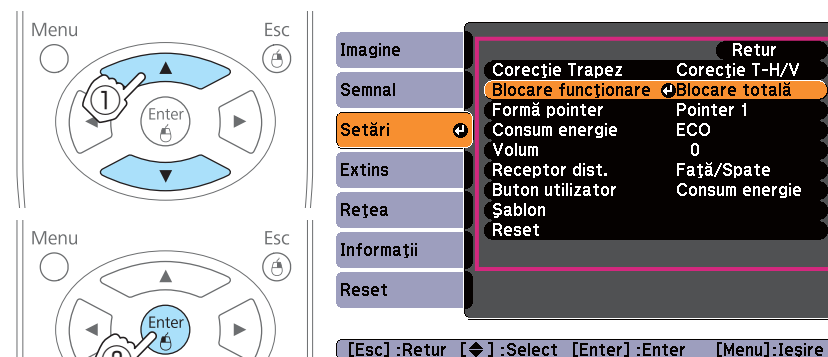 Menu
Esc
1
Enter
Menu
Esc
Enter
Imagine
Semnal
Setări
Extins
Reţea
Informaţii
Reset
Retur
Corecţie Trapez Corecţie T-H/V
Blocare funcţionare Blocare totală
Formă pointer Pointer 1
Consum energie ECO
Volum 0
Receptor dist. Faţă/Spate
Buton utilizator Consum energie
Şablon
Reset
[Esc] :Retur [◆] :Select [Enter] :Enter [Menu]:Ieşire